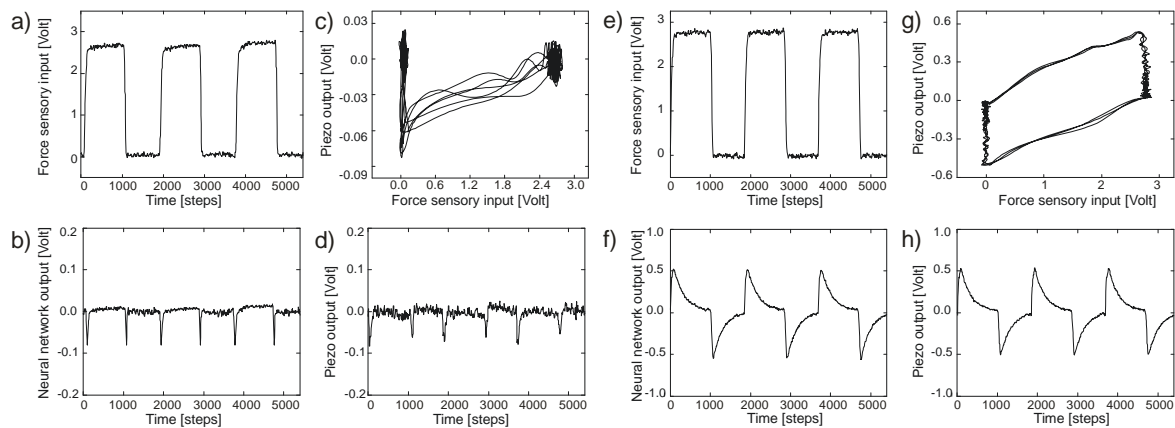 a)
Force sensory input [Volt]
3
2
1
0
0 1000 2000 3000 4000 5000
Time [steps]
c)
Piezo output [Volt]
0.03
0.00
-0.03
-0.06
-0.09
0.0 0.6 1.2 1.8 2.4 3.0
Force sensory input [Volt]
e)
Force sensory input [Volt]
3
2
1
0
0 1000 2000 3000 4000 5000
Time [steps]
g)
Piezo output [Volt]
0.6
0.3
0.0
-0.3
-0.6
0 1 2 3
Force sensory input [Volt]
b)
Neural network output [Volt]
0.2
0.1
0.0
-0.1
-0.2
0 1000 2000 3000 4000 5000
Time [steps]
d)
Piezo output [Volt]
0.2
0.1
0.0
-0.1
-0.2
0 1000 2000 3000 4000 5000
Time [steps]
f)
Neural network output [Volt]
1.0
0.5
0.0
-0.5
-1.0
0 1000 2000 3000 4000 5000
Time [steps]
h)
Piezo output [Volt]
1.0
0.5
0.0
-0.5
-1.0
0 1000 2000 3000 4000 5000
Time [steps]